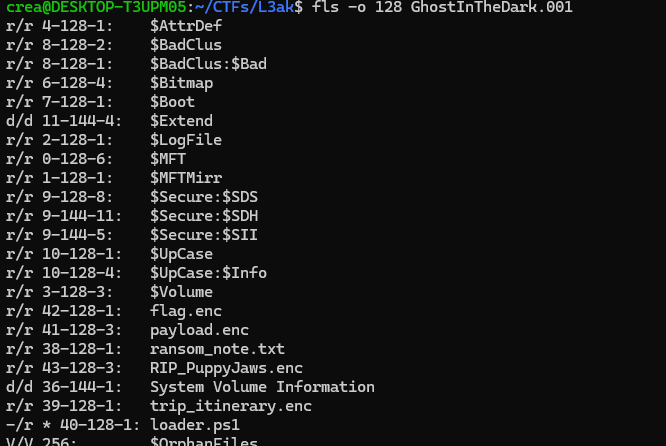 crea@DESKTOP-T3UPM05:~/CTFs/L3ak$ fls -o 128 GhostInTheDark.001
r/r 4-128-1:    $AttrDef
r/r 8-128-2:    $BadClus
r/r 8-128-1:    $BadClus:$Bad
r/r 6-128-4:    $Bitmap
r/r 7-128-1:    $Boot
d/d 11-144-4:   $Extend
r/r 2-128-1:    $LogFile
r/r 0-128-6:    $MFT
r/r 1-128-1:    $MFTMirr
r/r 9-128-8:    $Secure:$SDS
r/r 9-144-11:   $Secure:$SDH
r/r 9-144-5:    $Secure:$SII
r/r 10-128-1:   $UpCase
r/r 10-128-4:   $UpCase:$Info
r/r 3-128-3:    $Volume
r/r 42-128-1:   flag.enc
r/r 41-128-3:   payload.enc
r/r 38-128-1:   ransom_note.txt
r/r 43-128-3:   RIP_PuppyJaws.enc
d/d 36-144-1:   System Volume Information
r/r 39-128-1:   trip_itinerary.enc
-/r * 40-128-1: loader.ps1
V/V 256:        $OrphanFiles